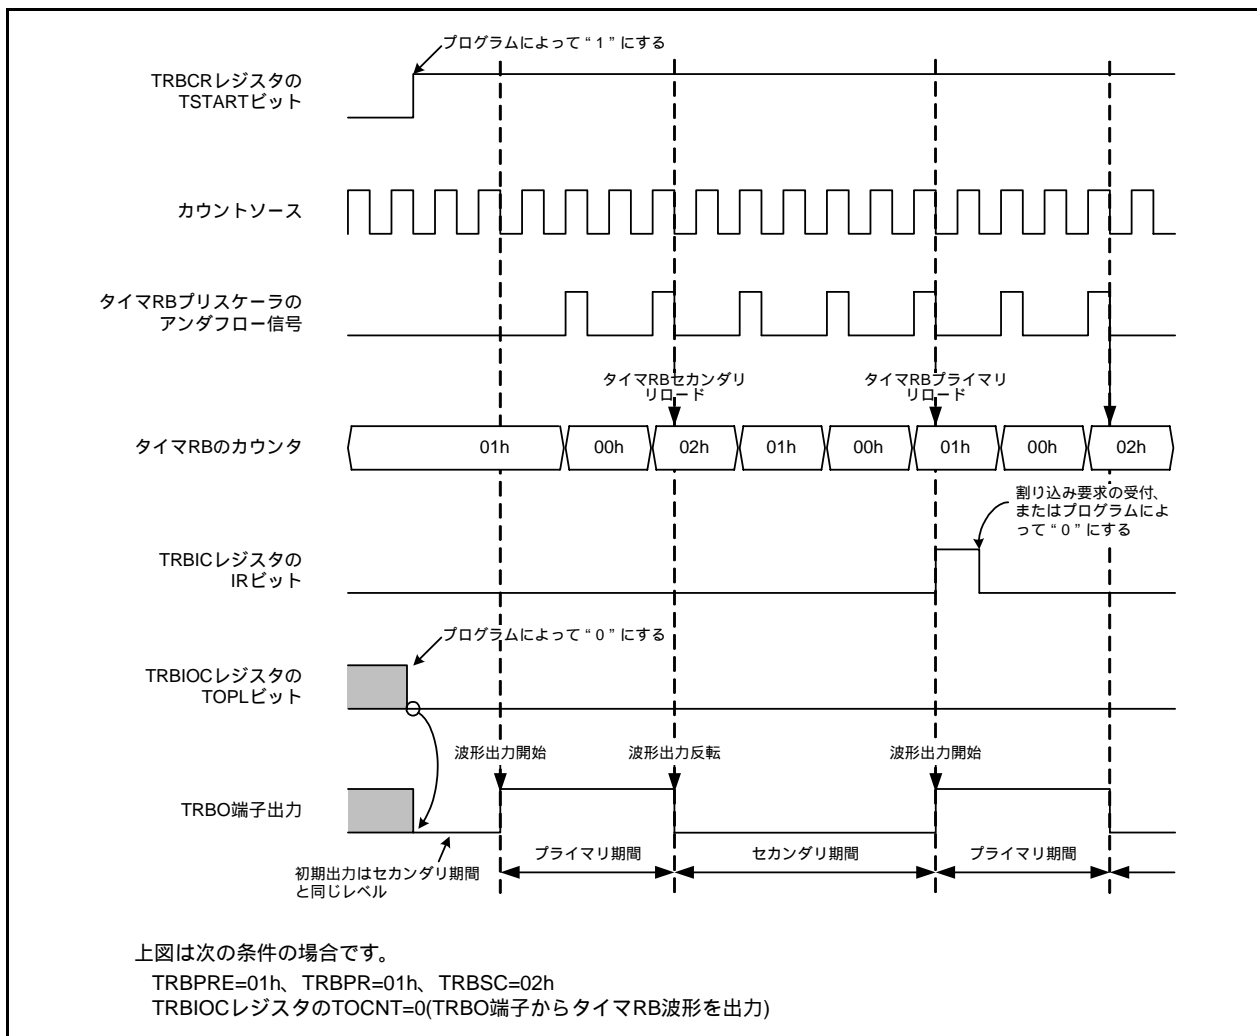 プログラムによって“1”にする
TRBCRレジスタの
TSTARTビット
カウントソース
タイマRBプリスケーラの
アンダフロー信号
タイマRBセカンダリ
リロード
タイマRBプライマリ
リロード
タイマRBのカウンタ
01h
00h
02h
01h
00h
01h
00h
02h
割り込み要求の受付、
またはプログラムによ
って“0”にする
TRBICレジスタの
IRビット
プログラムによって“0”にする
TRBIOCレジスタの
TOPLビット
波形出力開始
波形出力反転
波形出力開始
TRBO端子出力
プライマリ期間
セカンダリ期間
プライマリ期間
初期出力はセカンダリ期間
と同じレベル
上図は次の条件の場合です。
TRBPRE=01h、TRBPR=01h、TRBSC=02h
TRBIOCレジスタのTOCNT=0(TRBO端子からタイマRB波形を出力)